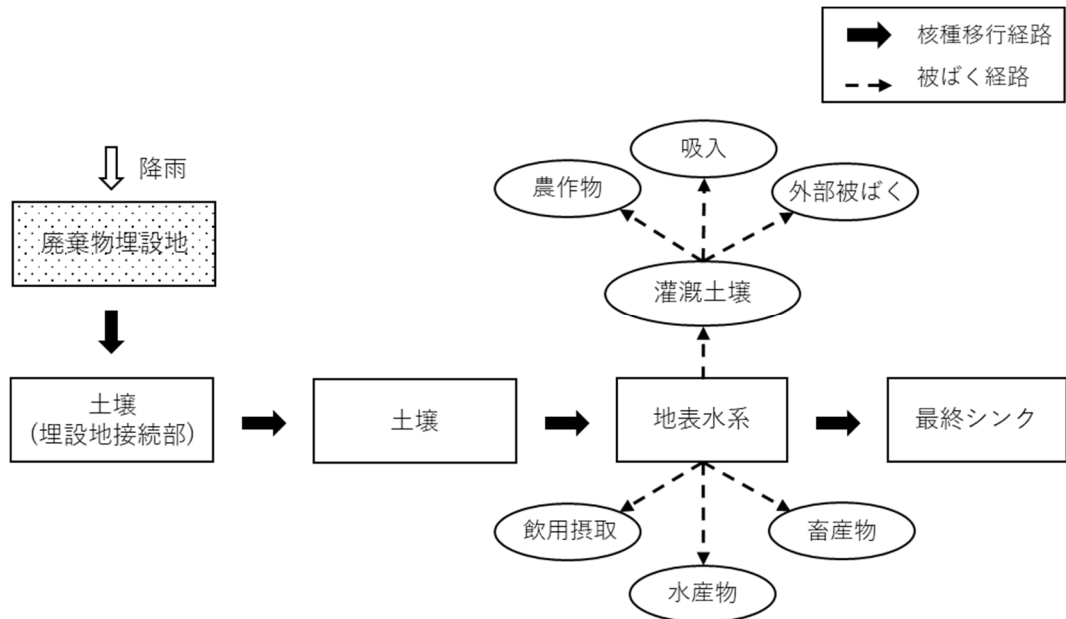 核種移行経路
被ばく経路
降雨
吸入
農作物
外部被ばく
廃棄物埋設地
灌漑土壌
土壌
(埋設地接続部)
土壌
地表水系
最終シンク
飲用摂取
畜産物
水産物